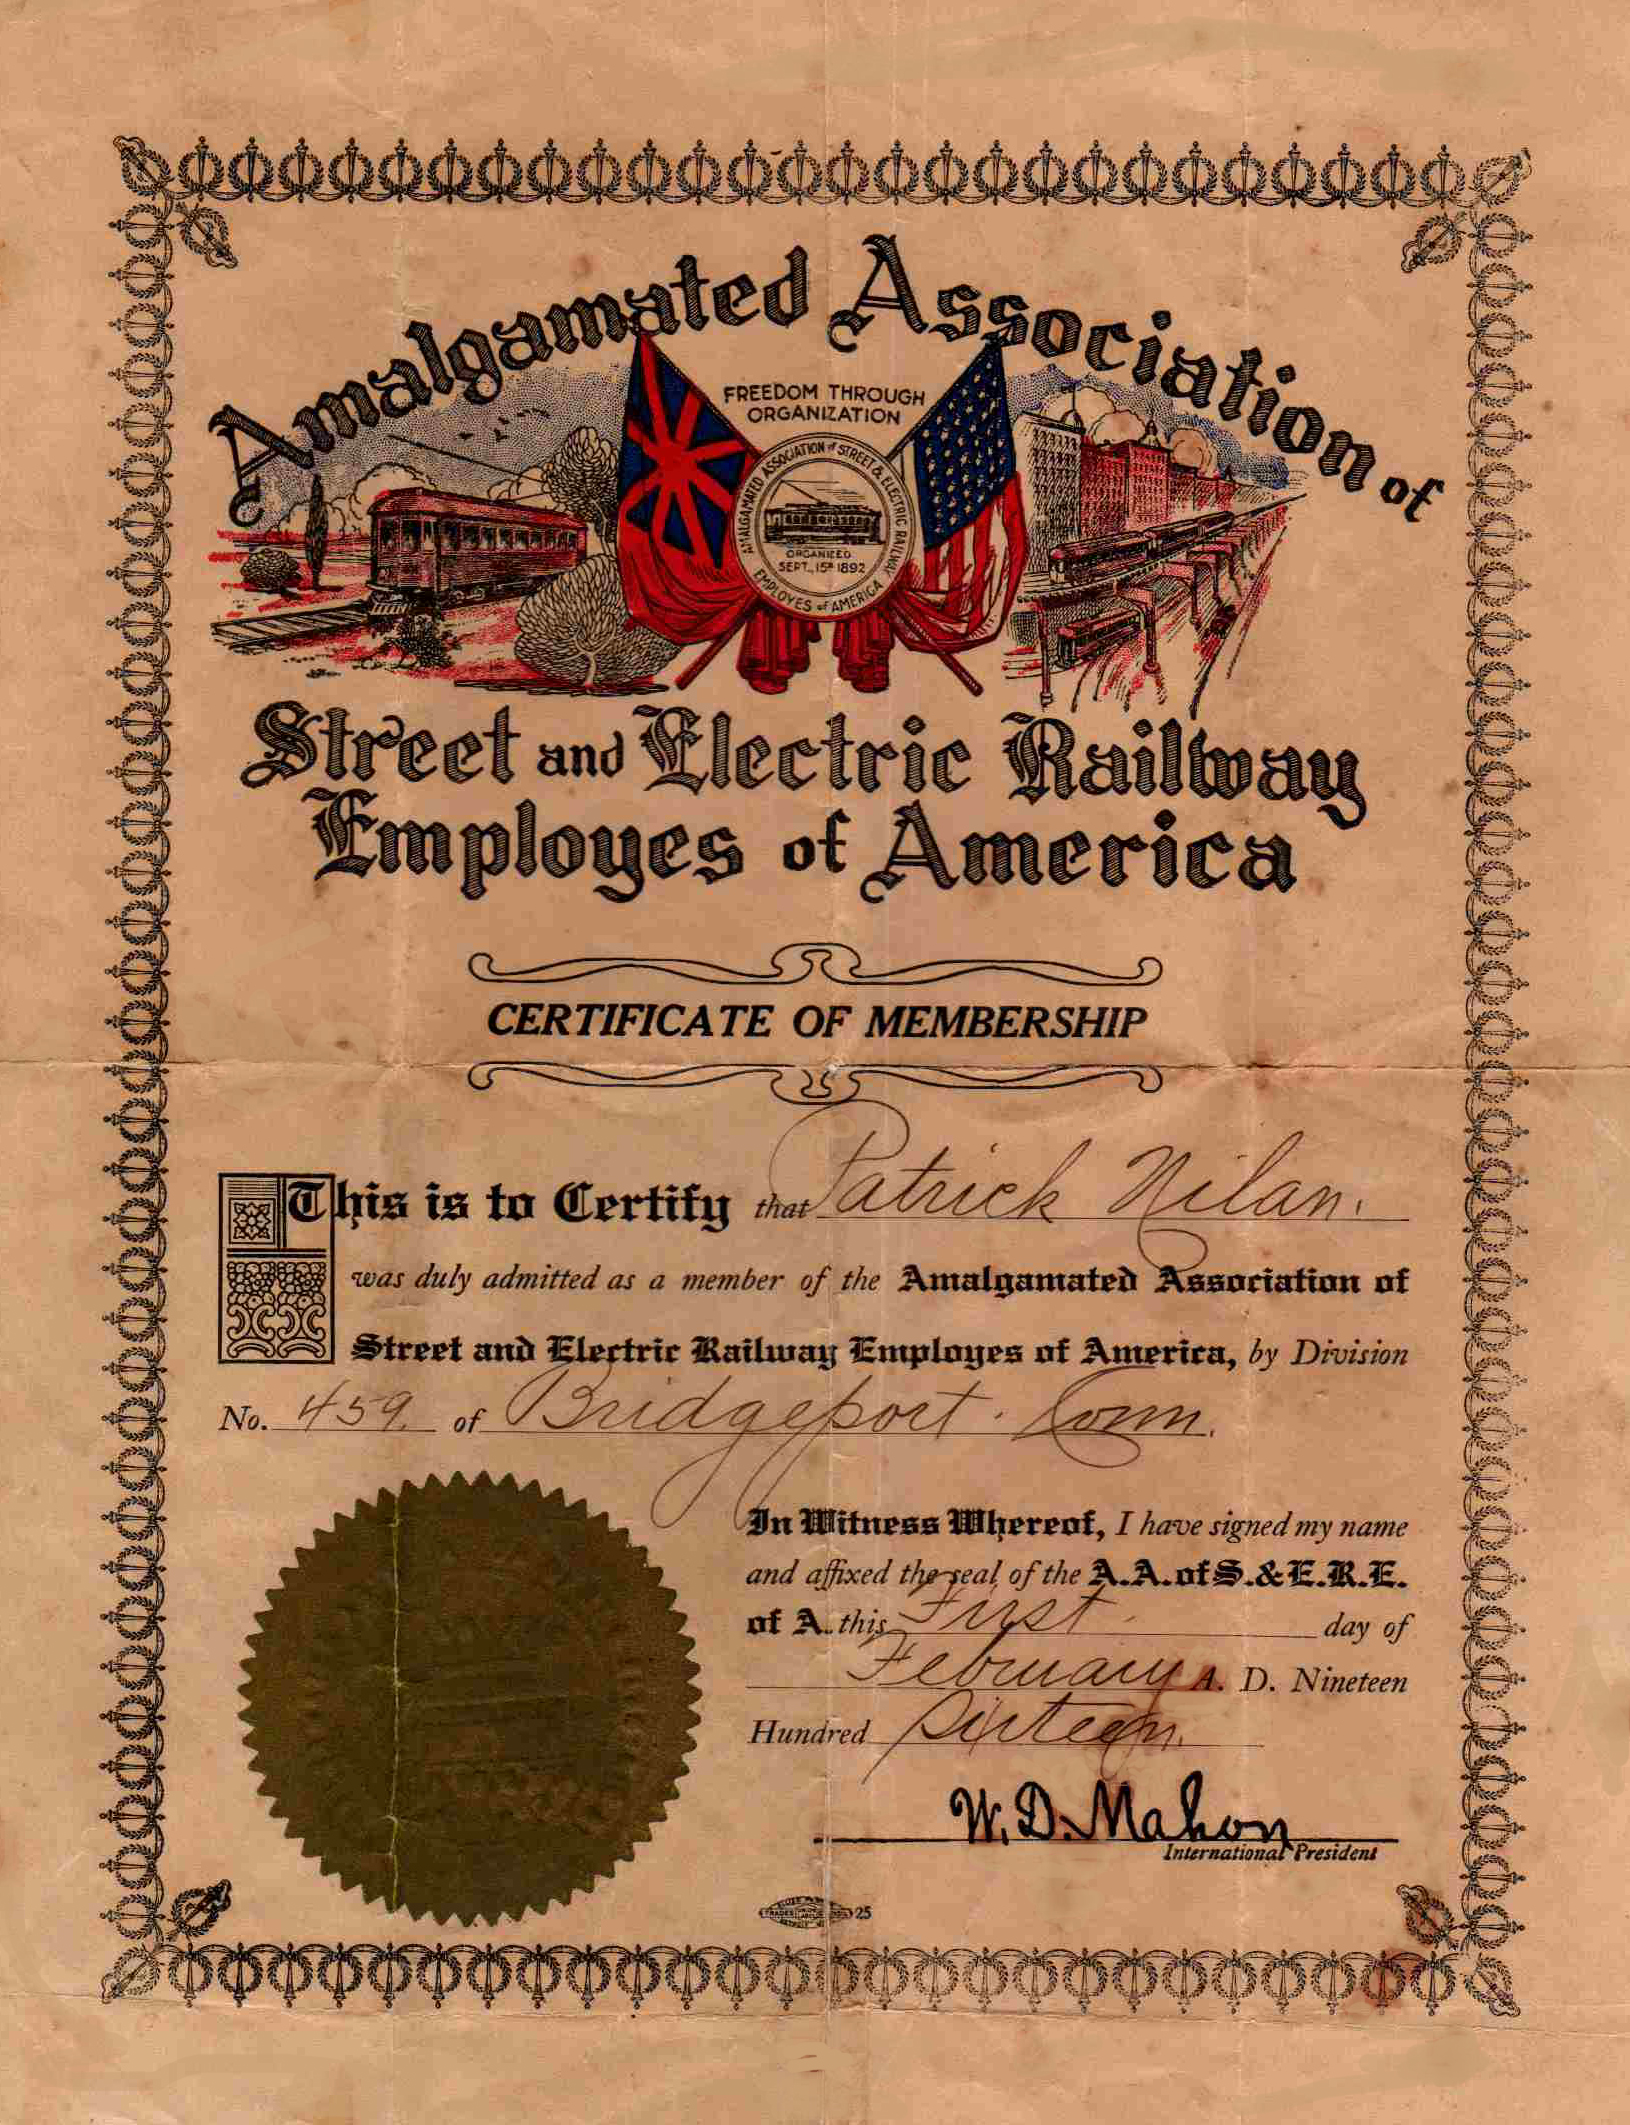 Amalgamated Association of
FREEDOM THROUGH
ORGANIZATION
AMALGAMATED ASSOCIATION of STREET & ELECTRIC RAILWAY
EMPLOYES of AMERICA
ORGANIZED
SEPT. 15th 1892
Street and Electric Railway
Employes of America
CERTIFICATE OF MEMBERSHIP
This is to Certify that Patrick Nilan.
was duly admitted as a member of the Amalgamated Association of
Street and Electric Railway Employes of America, by Division
No. 459. of Bridgeport. Conn.
In Witness Whereof, I have signed my name
and affixed the seal of the A.A. of S. & E. R. E.
of A. this First. day of
February A. D. Nineteen
Hundred Sixteen.
W. D. Mahon
International President
25